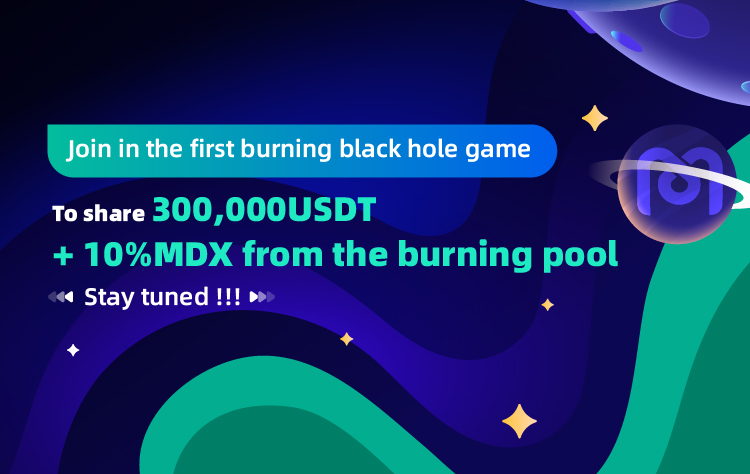 Join in the first burning black hole game
To share 300,000USDT
+ 10%MDX from the burning pool
Stay tuned !!!